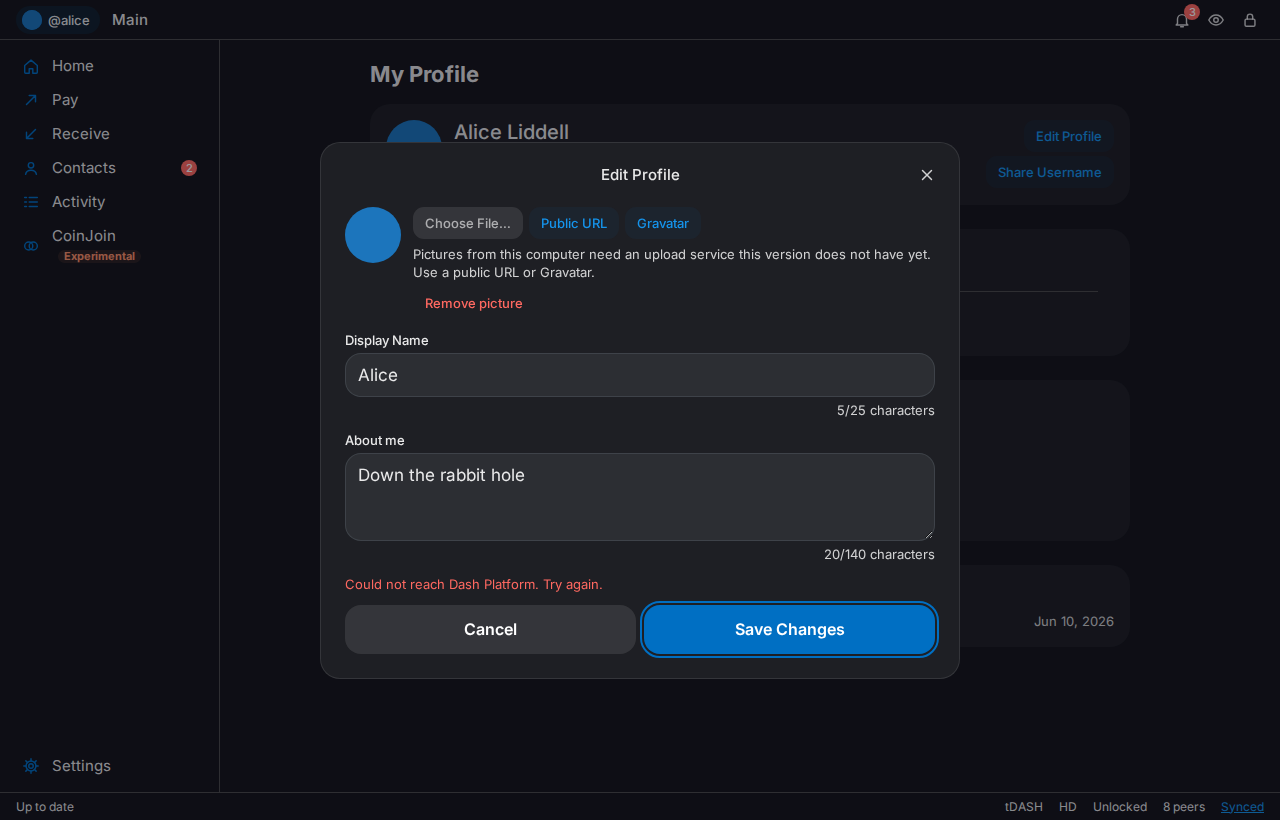 @alice
Main
3
Home
Pay
Receive
Contacts
2
Activity
CoinJoin
Experimental
Settings
My Profile
Alice Liddell
Edit Profile
Share Username
Edit Profile
Choose File...
Public URL
Gravatar
Pictures from this computer need an upload service this version does not have yet.
Use a public URL or Gravatar.
Remove picture
Display Name
Alice
5/25 characters
About me
Down the rabbit hole
20/140 characters
Could not reach Dash Platform. Try again.
Cancel
Save Changes
Jun 10, 2026
Up to date
tDASH
HD
Unlocked
8 peers
Synced